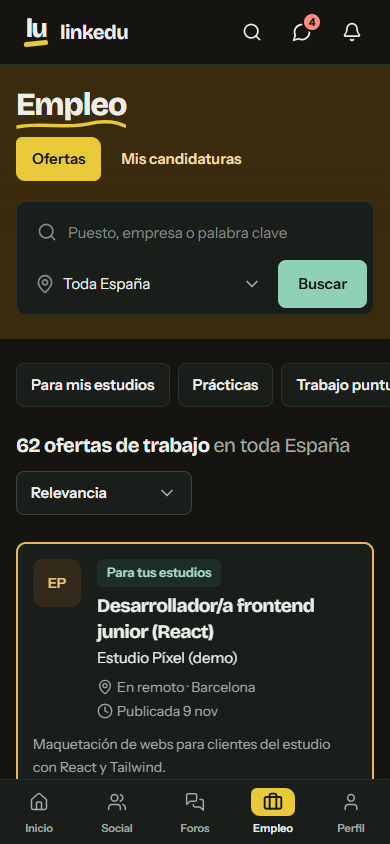 lu linkedu
4
Empleo
Ofertas
Mis candidaturas
Puesto, empresa o palabra clave
Toda España
Buscar
Para mis estudios
Prácticas
Trabajo puntu
62 ofertas de trabajo en toda España
Relevancia
EP
Para tus estudios
Desarrollador/a frontend
junior (React)
Estudio Píxel (demo)
En remoto · Barcelona
Publicada 9 nov
Maquetación de webs para clientes del estudio
con React y Tailwind.
Inicio
Social
Foros
Empleo
Perfil